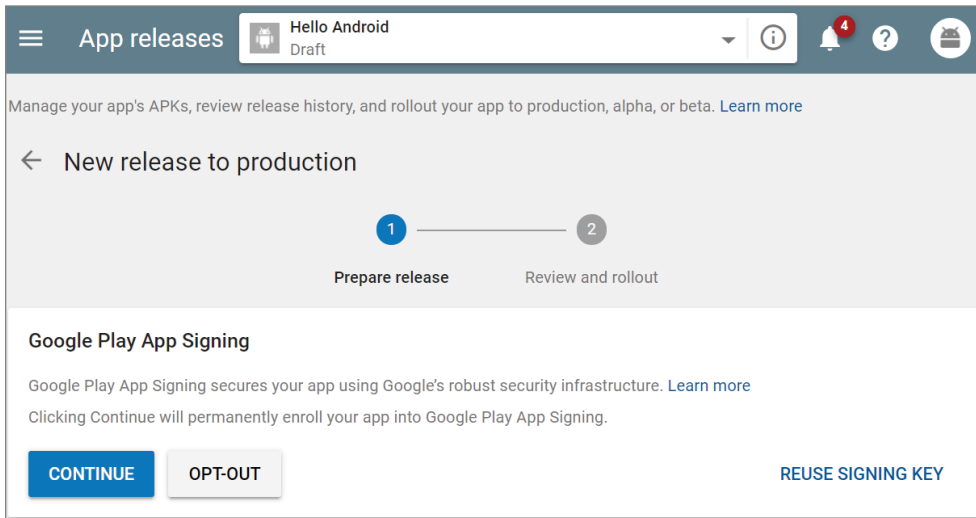 App releases
Hello Android
Draft
4
Manage your app's APKs, review release history, and rollout your app to production, alpha, or beta. Learn more
New release to production
1
2
Prepare release
Review and rollout
Google Play App Signing
Google Play App Signing secures your app using Google’s robust security infrastructure. Learn more
Clicking Continue will permanently enroll your app into Google Play App Signing.
CONTINUE
OPT-OUT
REUSE SIGNING KEY